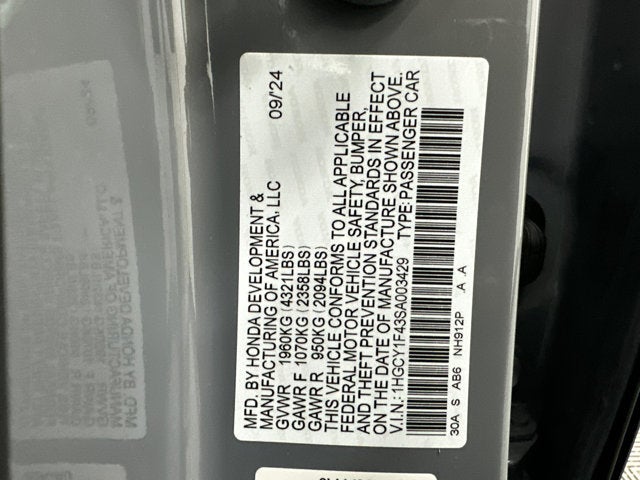 MFD. BY HONDA DEVELOPMENT &
MANUFACTURING OF AMERICA, LLC 09/24
GVWR 1960KG (4321LBS)
GAWR F 1070KG (2358LBS)
GAWR R 950KG (2094LBS)
THIS VEHICLE CONFORMS TO ALL APPLICABLE
FEDERAL MOTOR VEHICLE SAFETY, BUMPER,
AND THEFT PREVENTION STANDARDS IN EFFECT
ON THE DATE OF MANUFACTURE SHOWN ABOVE.
V.I.N.: 1HGCY1F43SA003429 TYPE: PASSENGER CAR
30A S AB6 NH912P A A